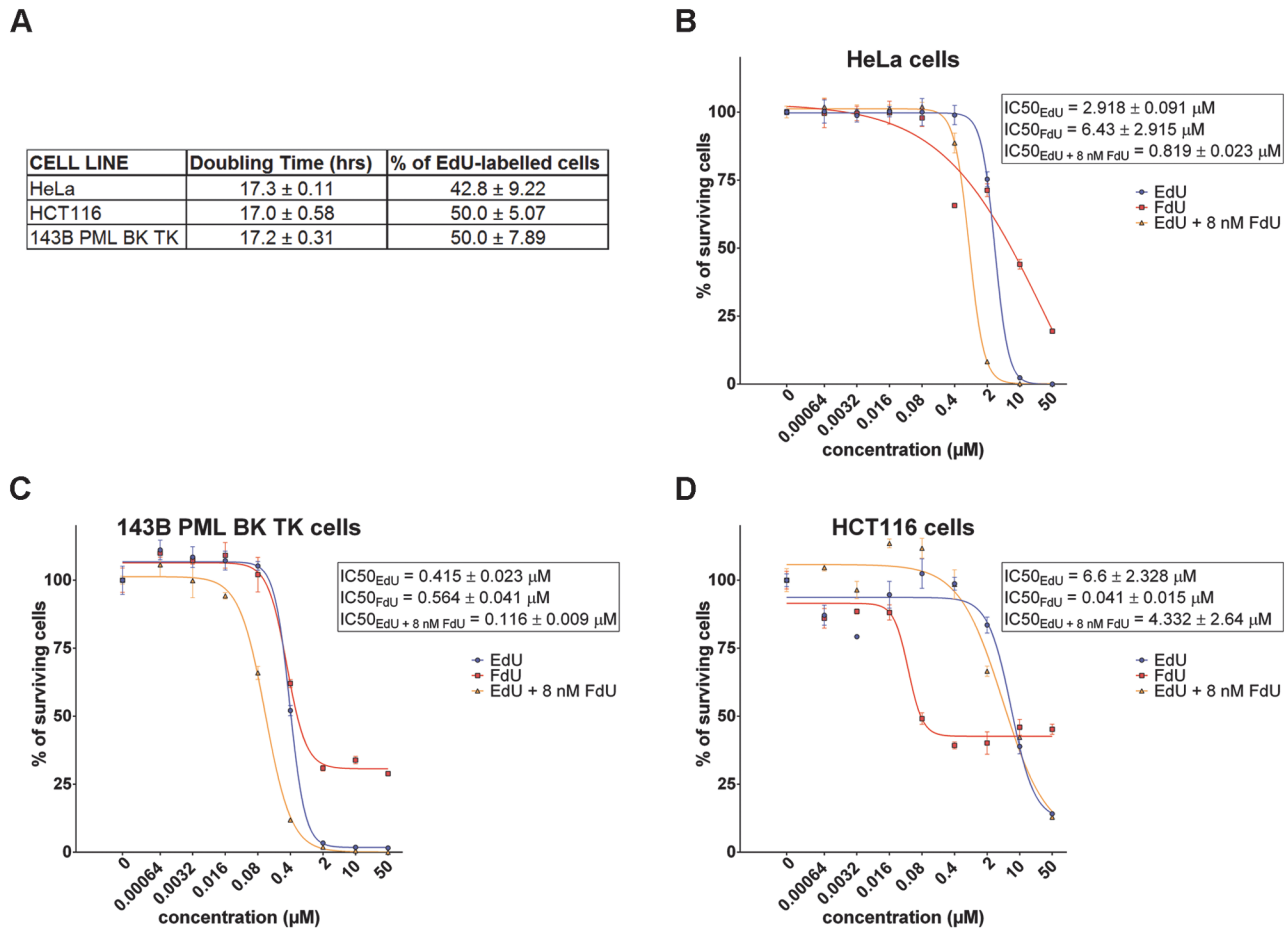 A
CELL LINE Doubling Time (hrs) % of EdU-labelled cells
HeLa 17.3 ± 0.11 42.8 ± 9.22
HCT116 17.0 ± 0.58 50.0 ± 5.07
143B PML BK TK 17.2 ± 0.31 50.0 ± 7.89
B
HeLa cells
IC50EdU = 2.918 ± 0.091 µM
IC50FdU = 6.43 ± 2.915 µM
IC50EdU + 8 nM FdU = 0.819 ± 0.023 µM
EdU
FdU
EdU + 8 nM FdU
% of surviving cells
100
75
50
25
0
0 0.00064 0.0032 0.016 0.08 0.4 2 10 50
concentration (µM)
C
143B PML BK TK cells
IC50EdU = 0.415 ± 0.023 µM
IC50FdU = 0.564 ± 0.041 µM
IC50EdU + 8 nM FdU = 0.116 ± 0.009 µM
EdU
FdU
EdU + 8 nM FdU
% of surviving cells
100
75
50
25
0
0 0.00064 0.0032 0.016 0.08 0.4 2 10 50
concentration (µM)
D
HCT116 cells
IC50EdU = 6.6 ± 2.328 µM
IC50FdU = 0.041 ± 0.015 µM
IC50EdU + 8 nM FdU = 4.332 ± 2.64 µM
EdU
FdU
EdU + 8 nM FdU
% of surviving cells
100
75
50
25
0
0 0.00064 0.0032 0.016 0.08 0.4 2 10 50
concentration (µM)